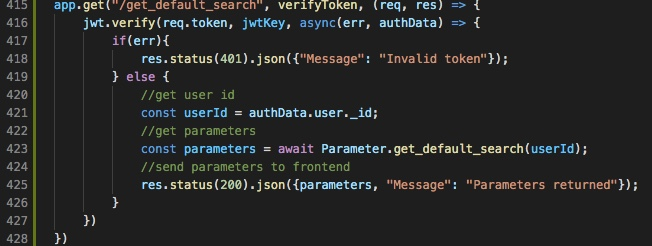 415 app.get("/get_default_search", verifyToken, (req, res) => {
416 jwt.verify(req.token, jwtKey, async(err, authData) => {
417 if(err){
418 res.status(401).json({"Message": "Invalid token"});
419 } else {
420 //get user id
421 const userId = authData.user._id;
422 //get parameters
423 const parameters = await Parameter.get_default_search(userId);
424 //send parameters to frontend
425 res.status(200).json({parameters, "Message": "Parameters returned"});
426 }
427 })
428 })